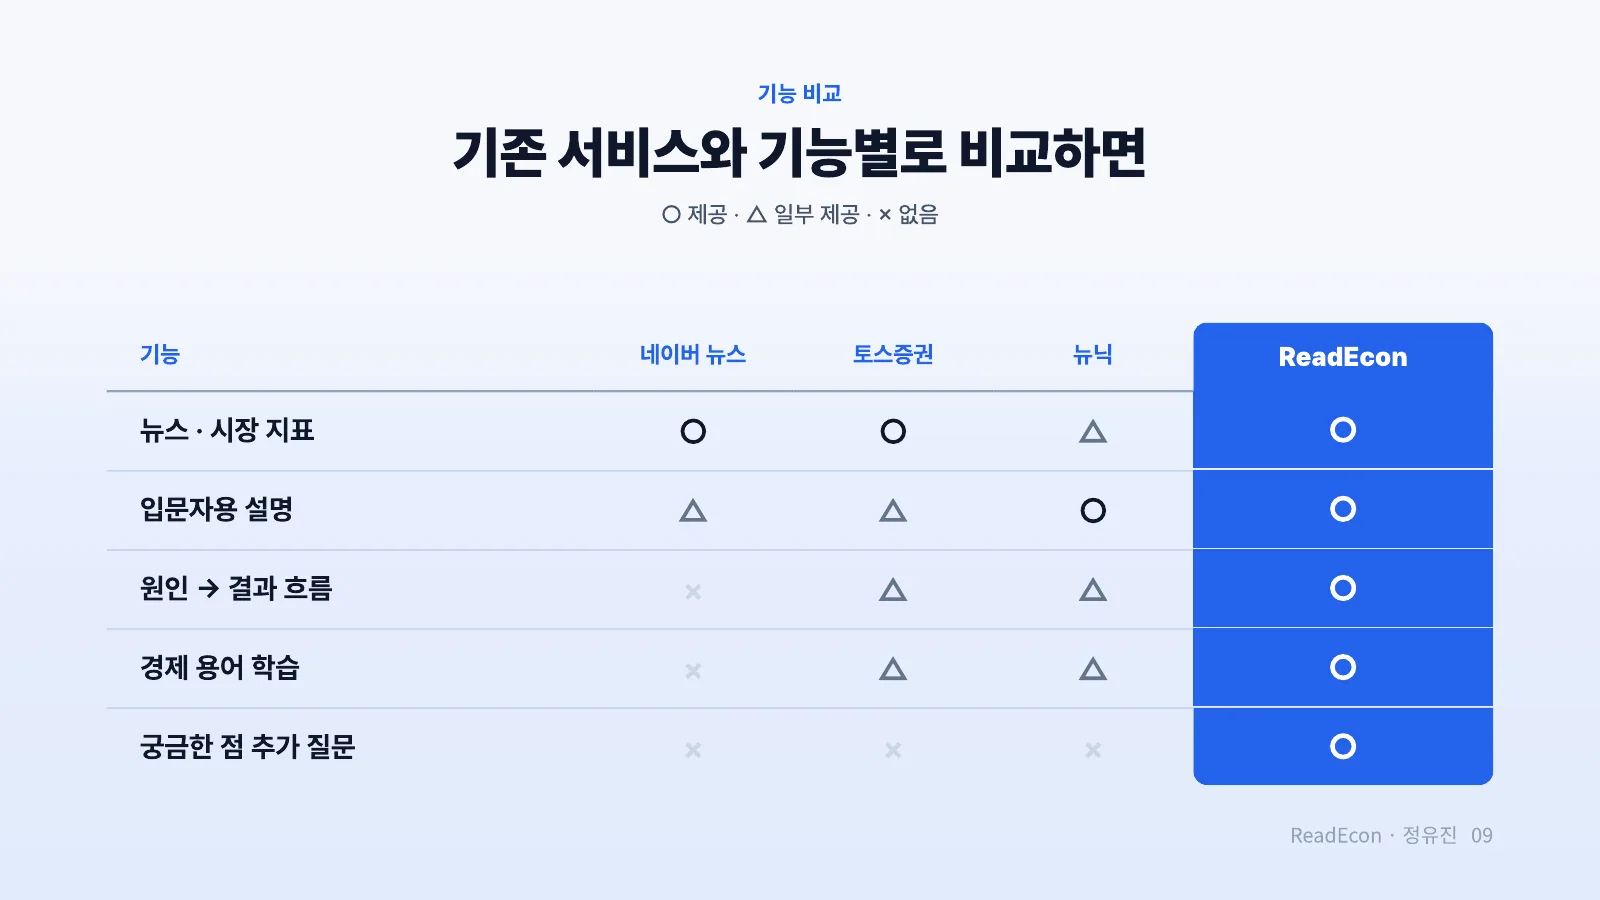 기능 비교
기존 서비스와 기능별로 비교하면
○ 제공 · △ 일부 제공 · × 없음
기능 네이버 뉴스 토스증권 뉴닉 ReadEcon
뉴스 · 시장 지표 ○ ○ △ ○
입문자용 설명 △ △ ○ ○
원인 → 결과 흐름 × △ △ ○
경제 용어 학습 × △ △ ○
궁금한 점 추가 질문 × × × ○
ReadEcon · 정유진 09